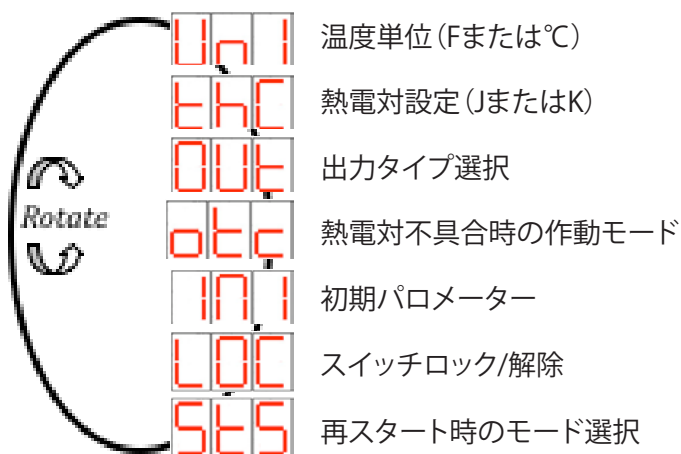 UnI 温度単位（Fまたは℃）
thC 熱電対設定（JまたはK）
OUt 出力タイプ選択
Rotate
otc 熱電対不具合時の作動モード
INI 初期パロメーター
LOC スイッチロック/解除
StS 再スタート時のモード選択